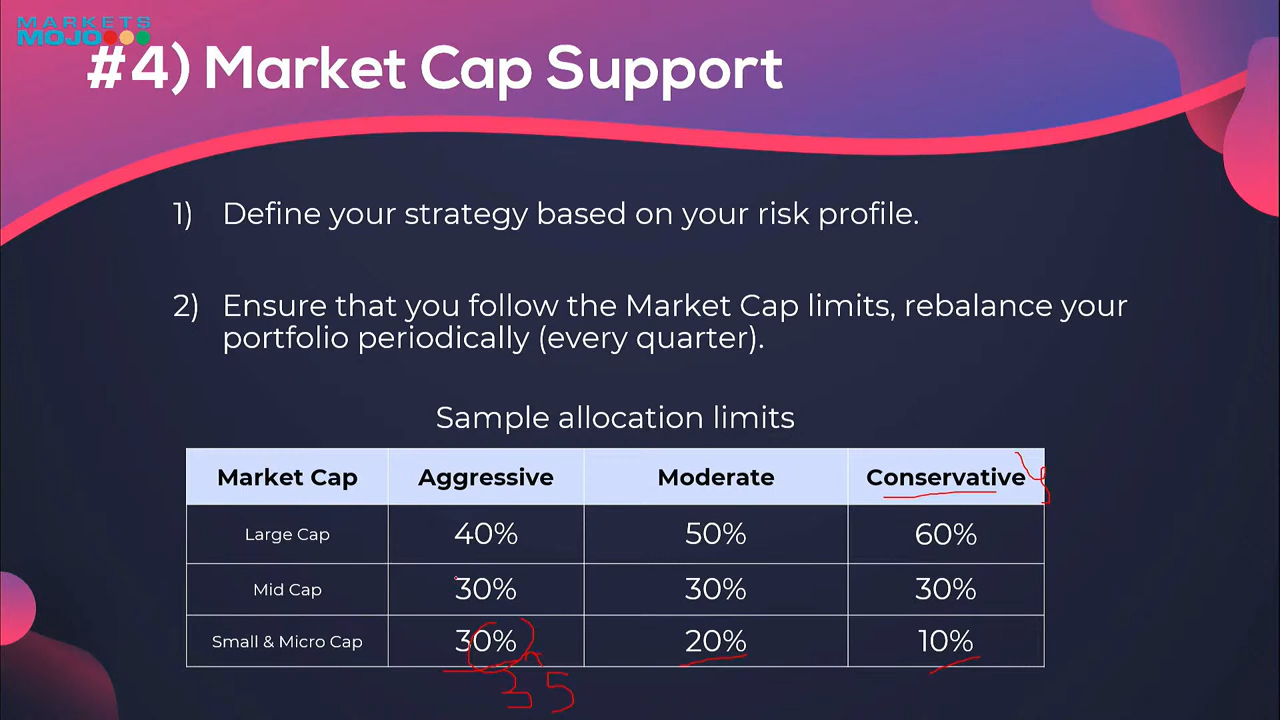 MARKETS
MOJO
#4) Market Cap Support
1) Define your strategy based on your risk profile.
2) Ensure that you follow the Market Cap limits, rebalance your
portfolio periodically (every quarter).
Sample allocation limits
Market Cap Aggressive Moderate Conservative
Large Cap 40% 50% 60%
Mid Cap 30% 30% 30%
Small & Micro Cap 30% 20% 10%
35